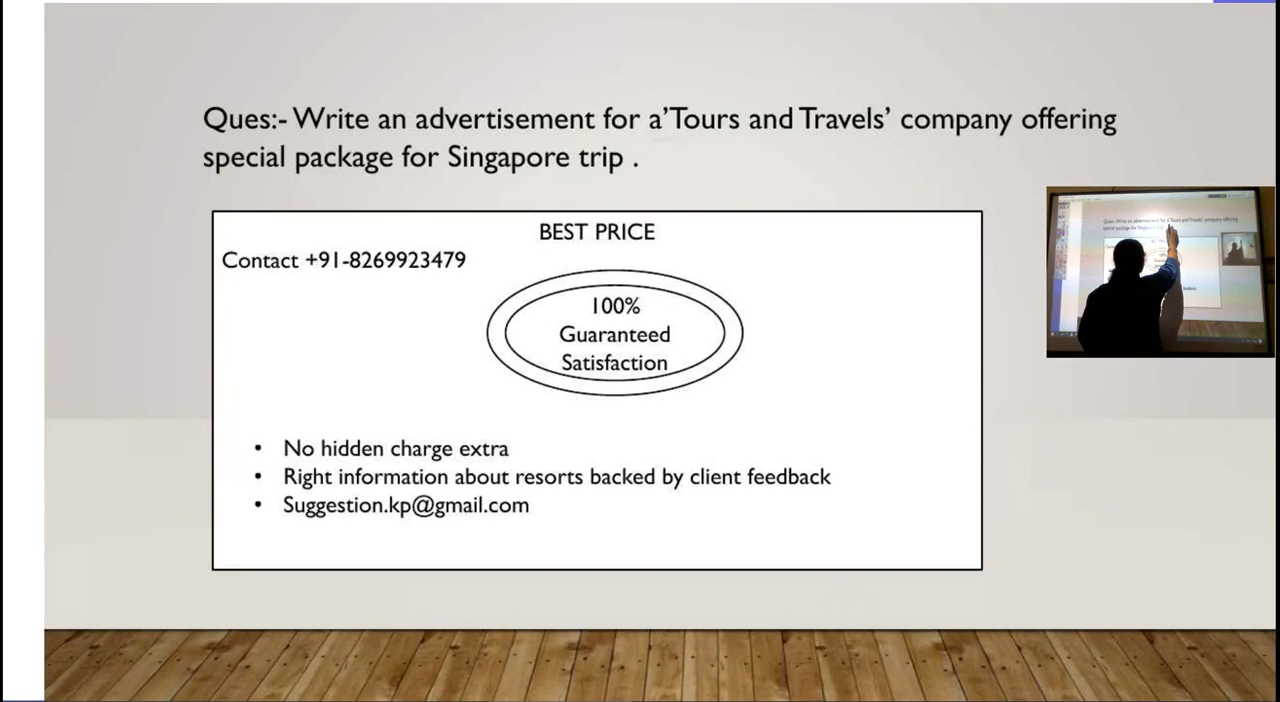 Ques:- Write an advertisement for a'Tours and Travels' company offering
special package for Singapore trip .
BEST PRICE
Contact +91-8269923479
100%
Guaranteed
Satisfaction
• No hidden charge extra
• Right information about resorts backed by client feedback
• Suggestion.kp@gmail.com